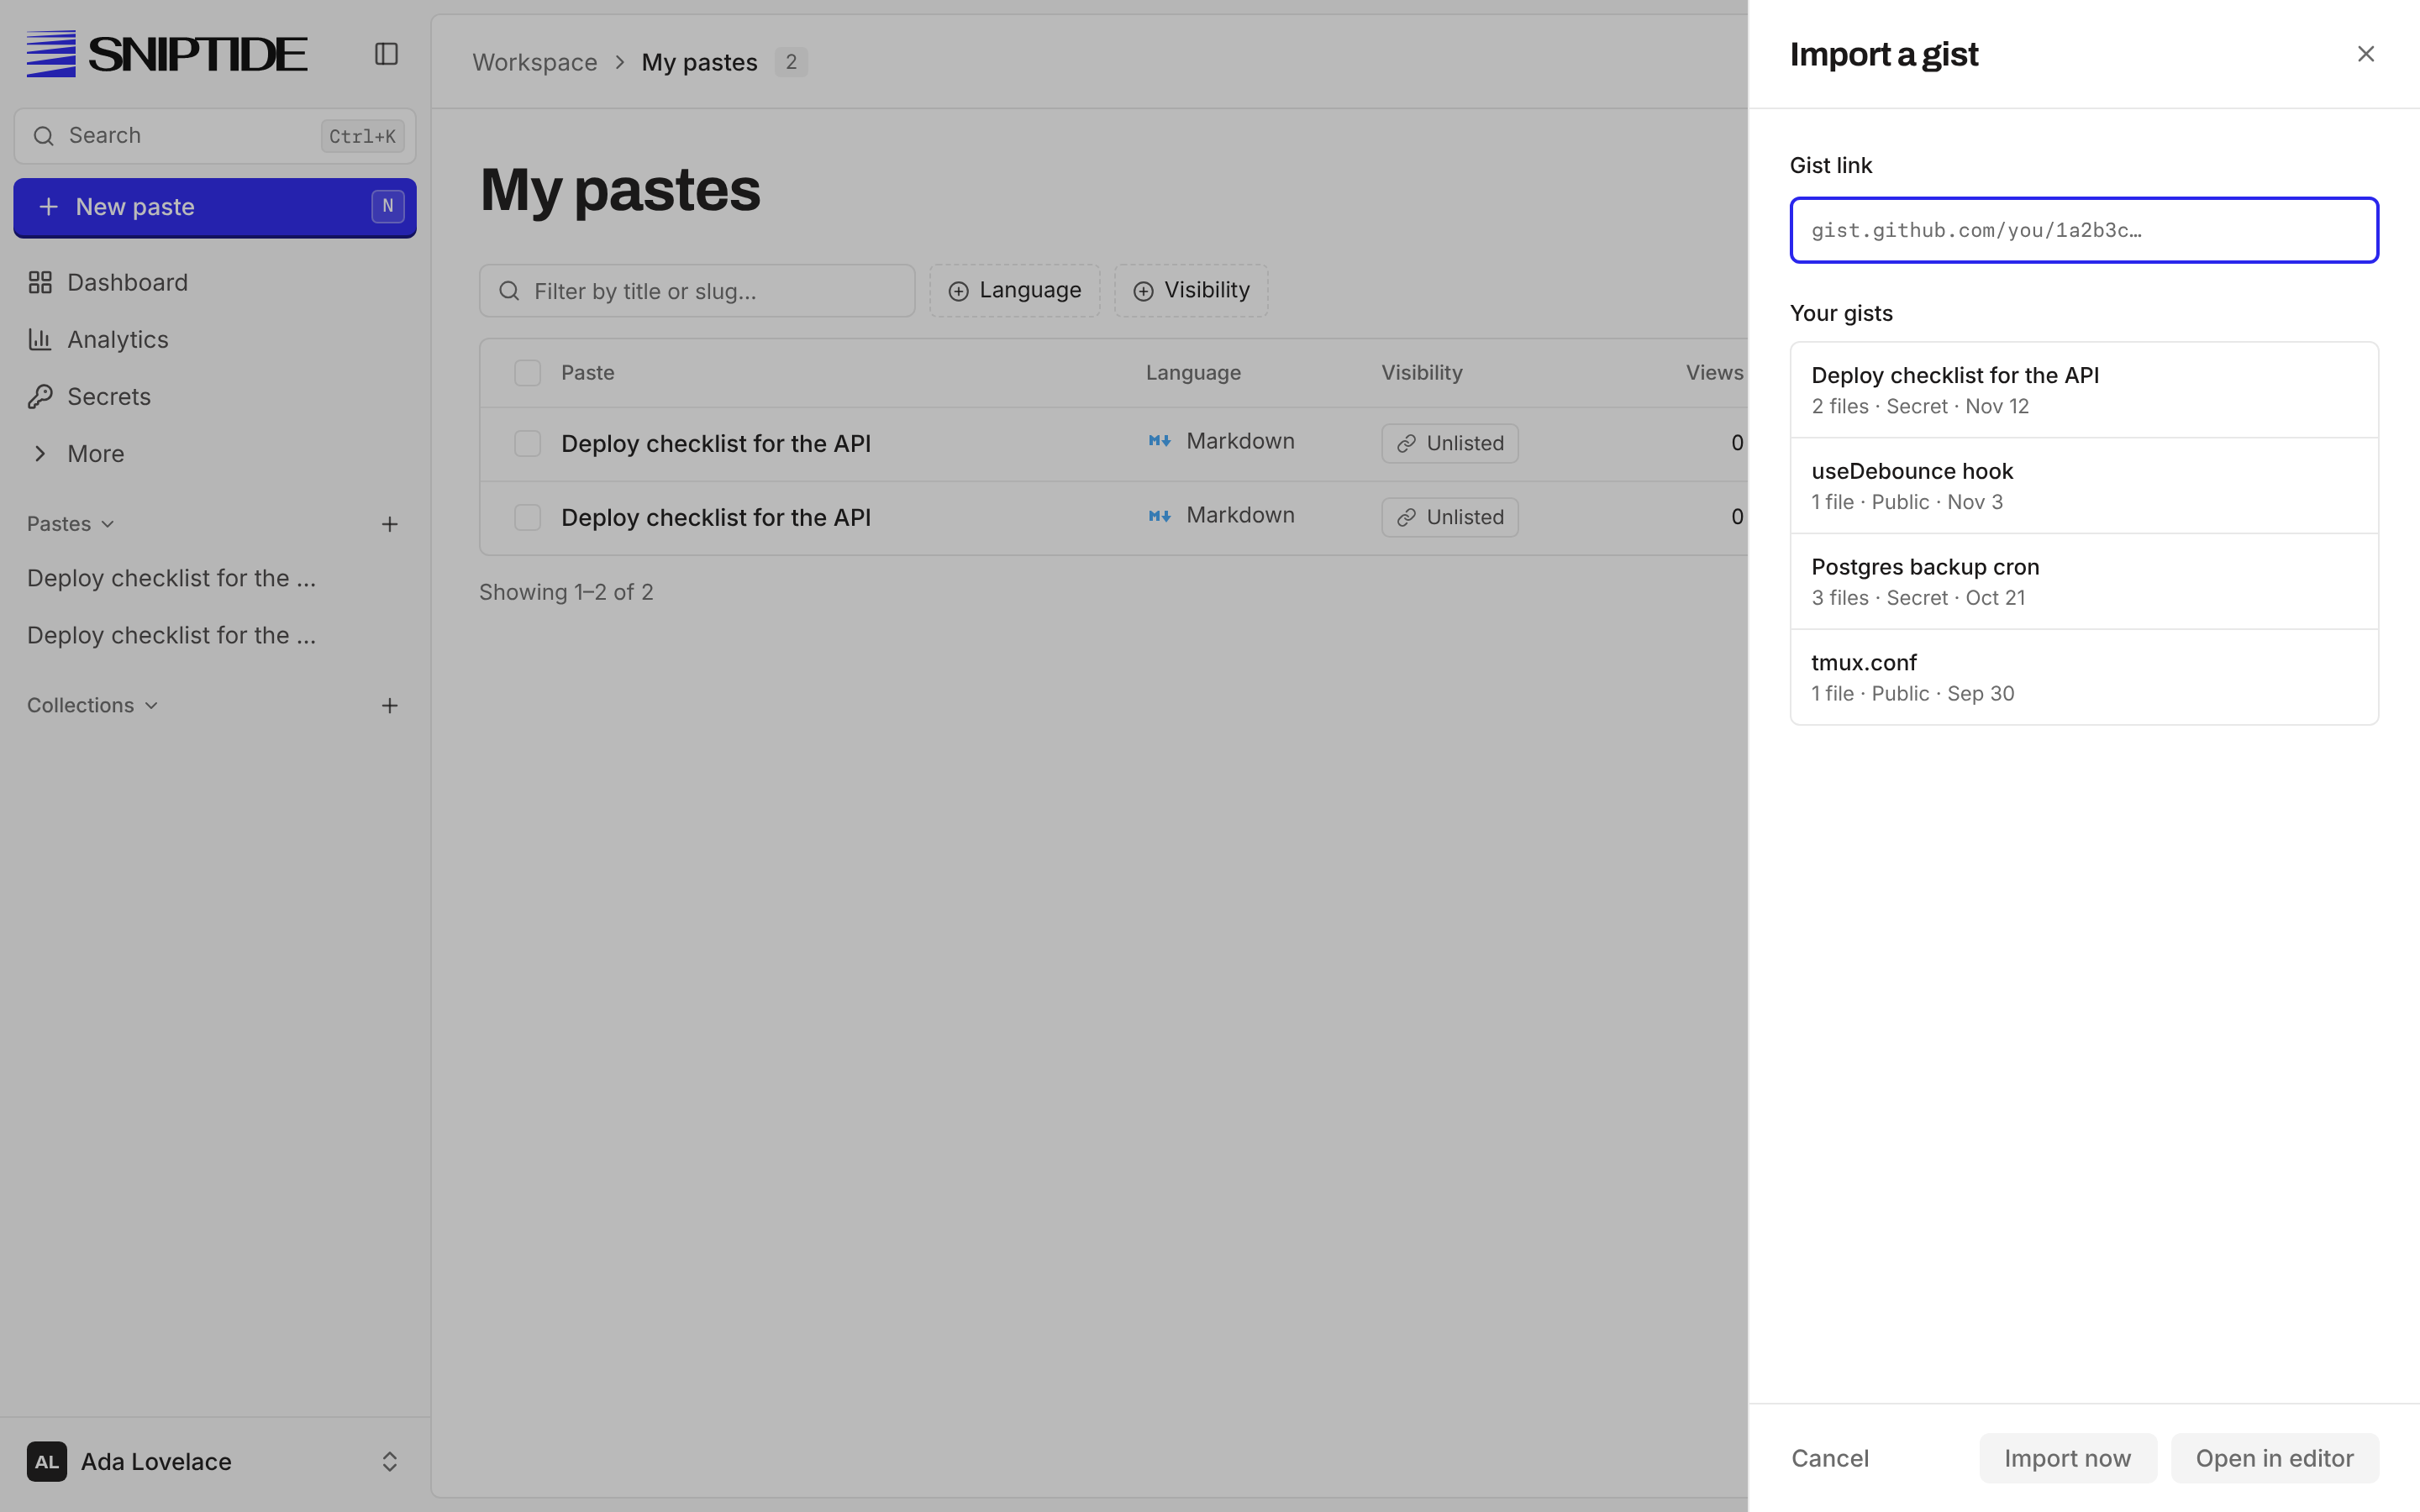 SNIPTIDE
Search Ctrl+K
New paste N
Dashboard
Analytics
Secrets
More
Pastes
Deploy checklist for the ...
Deploy checklist for the ...
Collections
AL Ada Lovelace
Workspace > My pastes 2
My pastes
Filter by title or slug...
Language
Visibility
Paste Language Visibility Views
Deploy checklist for the API Markdown Unlisted 0
Deploy checklist for the API Markdown Unlisted 0
Showing 1–2 of 2
Import a gist
Gist link
gist.github.com/you/1a2b3c…
Your gists
Deploy checklist for the API
2 files · Secret · Nov 12
useDebounce hook
1 file · Public · Nov 3
Postgres backup cron
3 files · Secret · Oct 21
tmux.conf
1 file · Public · Sep 30
Cancel
Import now
Open in editor